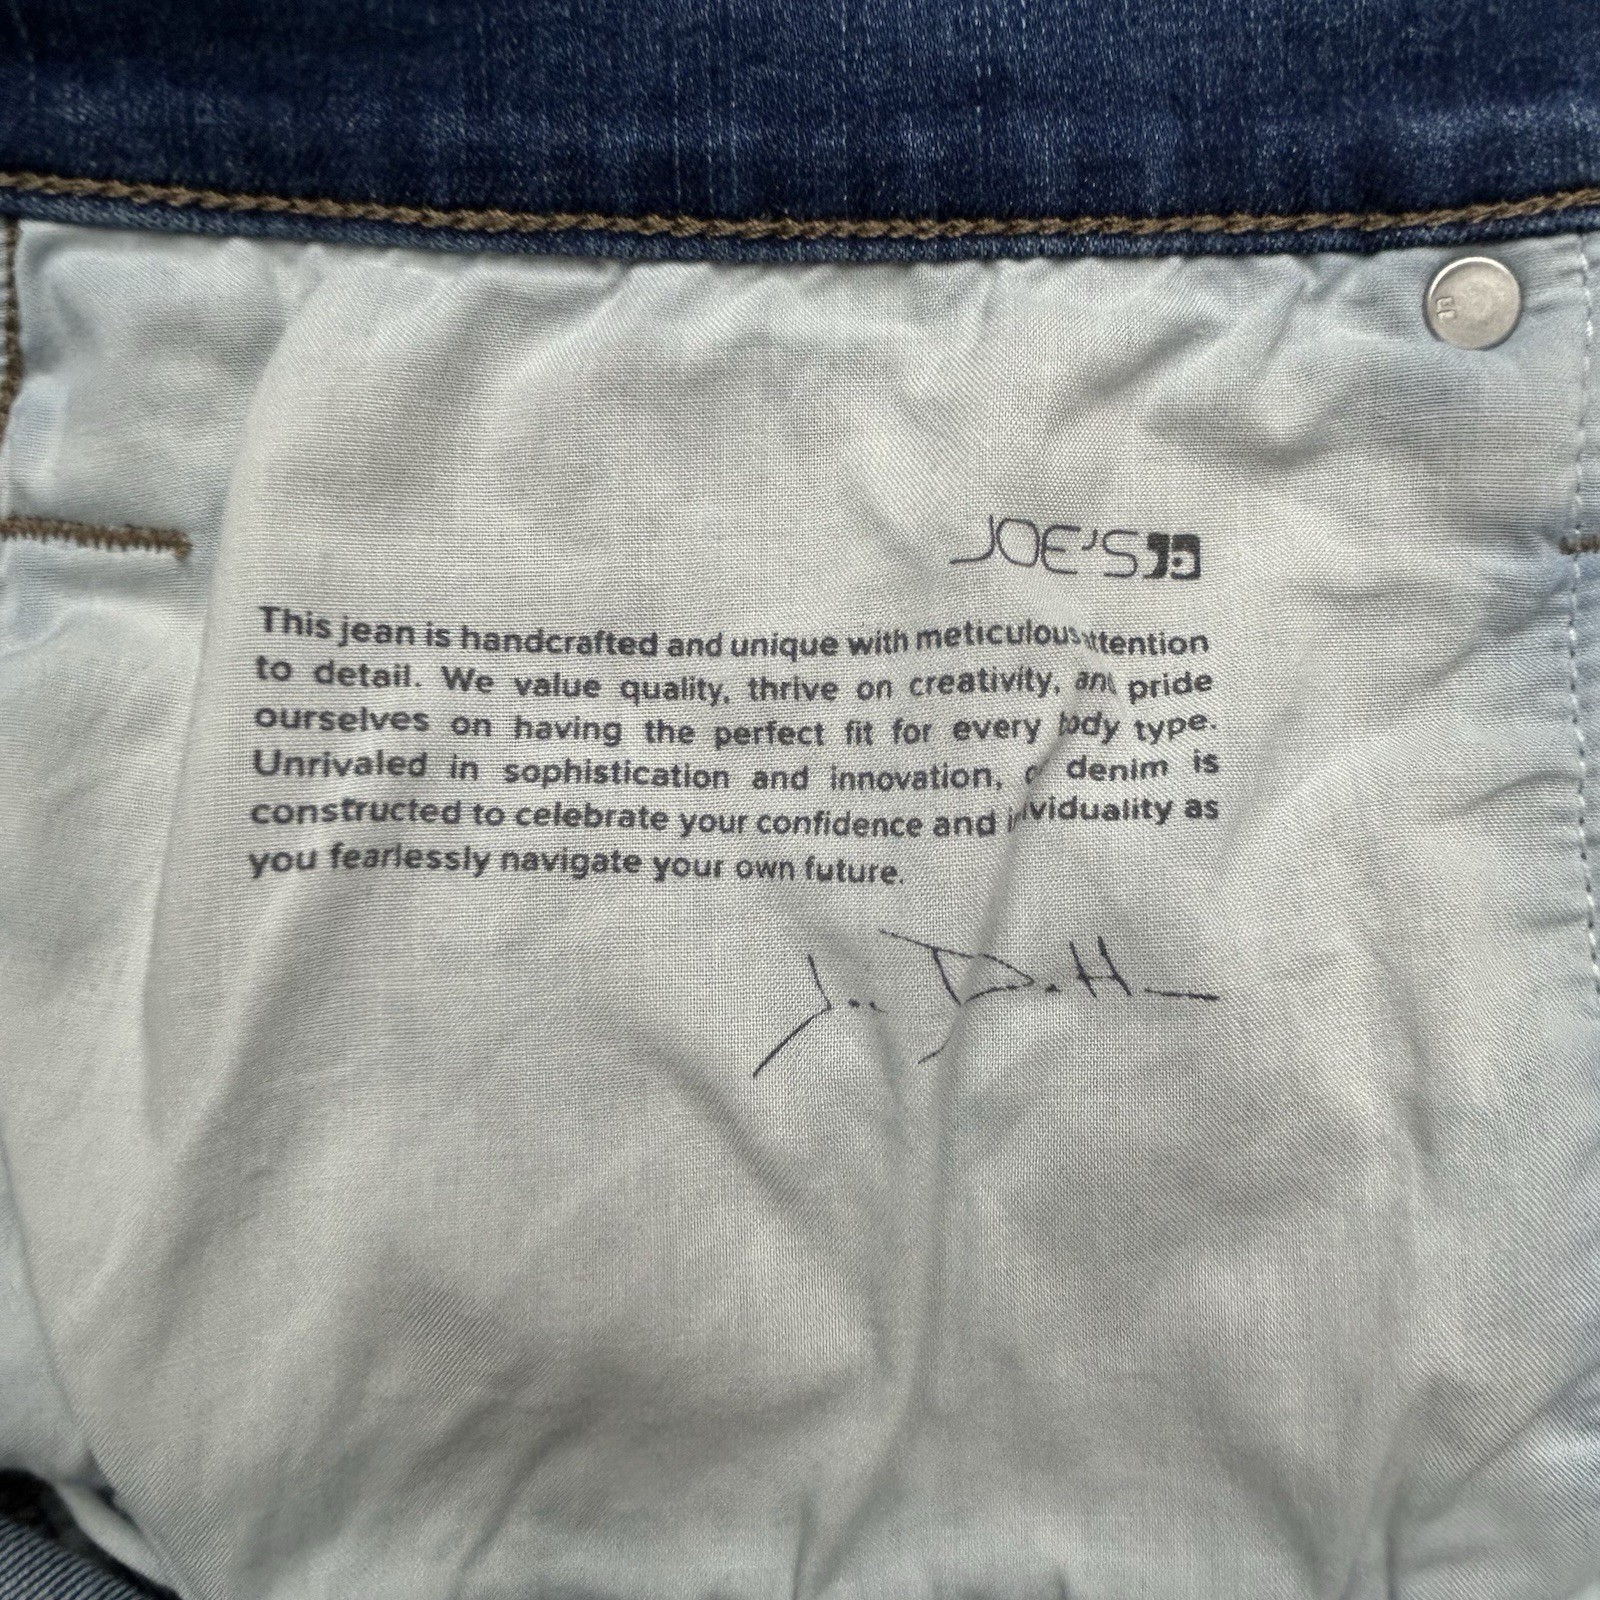 JOE'S
This jean is handcrafted and unique with meticulous attention
to detail. We value quality, thrive on creativity, and pride
ourselves on having the perfect fit for every body type.
Unrivaled in sophistication and innovation, denim is
constructed to celebrate your confidence and individuality as
you fearlessly navigate your own future.